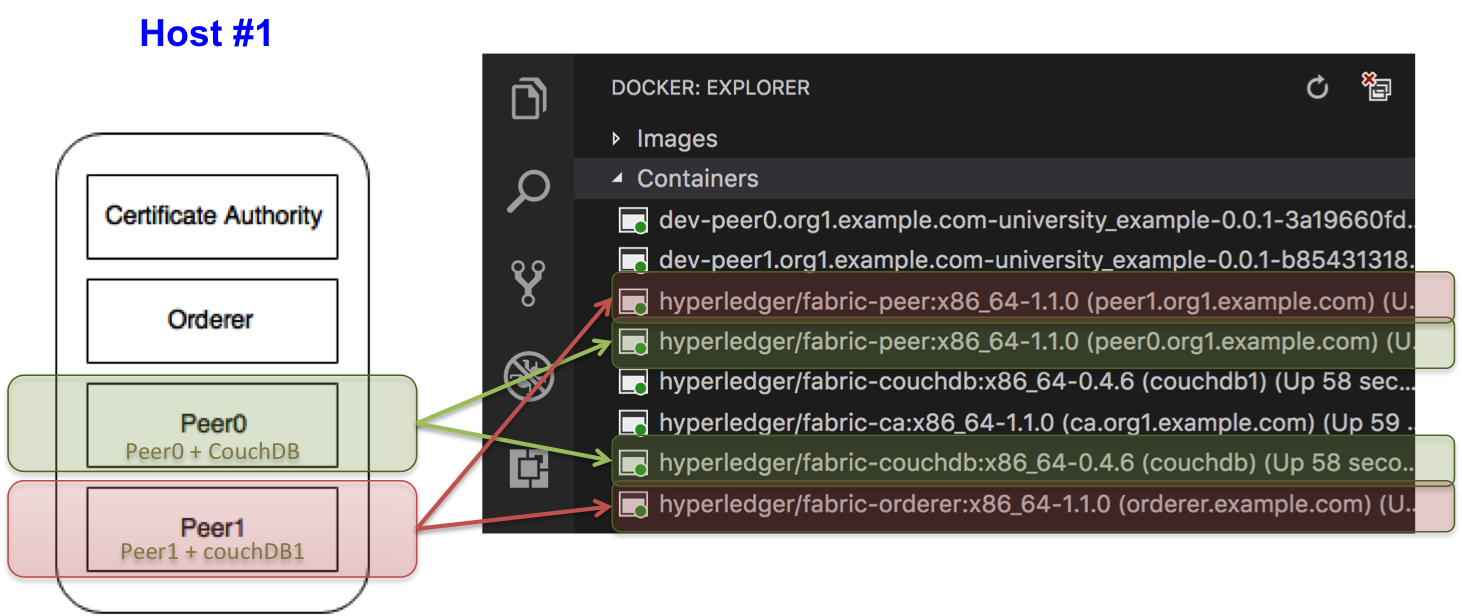 Host #1
Certificate Authority
Orderer
Peer0
Peer0 + CouchDB
Peer1
Peer1 + couchDB1
DOCKER: EXPLORER
Images
Containers
dev-peer0.org1.example.com-university_example-0.0.1-3a19660fd...
dev-peer1.org1.example.com-university_example-0.0.1-b85431318...
hyperledger/fabric-peer:x86_64-1.1.0 (peer1.org1.example.com) (U...
hyperledger/fabric-peer:x86_64-1.1.0 (peer0.org1.example.com) (U...
hyperledger/fabric-couchdb:x86_64-0.4.6 (couchdb1) (Up 58 sec...
hyperledger/fabric-ca:x86_64-1.1.0 (ca.org1.example.com) (Up 59 ...
hyperledger/fabric-couchdb:x86_64-0.4.6 (couchdb) (Up 58 seco...
hyperledger/fabric-orderer:x86_64-1.1.0 (orderer.example.com) (U...